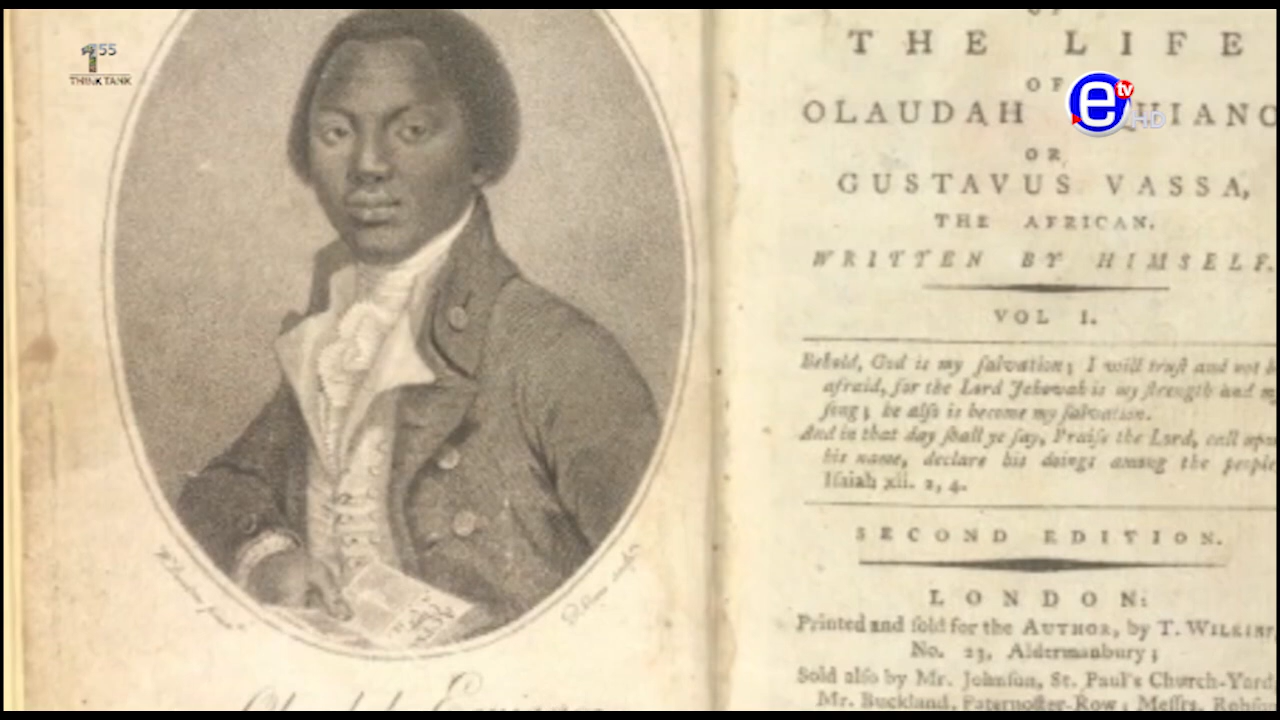 155
THINK TANK
e tv HD
THE LIFE
OF
OLAUDAH
OR
GUSTAVUS VASSA,
THE AFRICAN.
WRITTEN BY HIMSELF.
VOL I.
Behold, God is my ſalvation; I will truſt and not
afraid, for the Lord Jehovah is my ſtrength and
ſong; he alſo is become my ſalvation.
And in that day ſhall ye ſay, Praiſe the Lord, call
his name, declare his doings among the people
Iſaiah xii. 2, 4.
SECOND EDITION.
LONDON:
Printed and ſold for the AUTHOR, by T.
No. 23, Aldermanbury;
Sold alſo by Mr. Johnſon, St. Paul's Church-Yard
Mr. Buckland, Paternoſter-Row; Meſſrs.